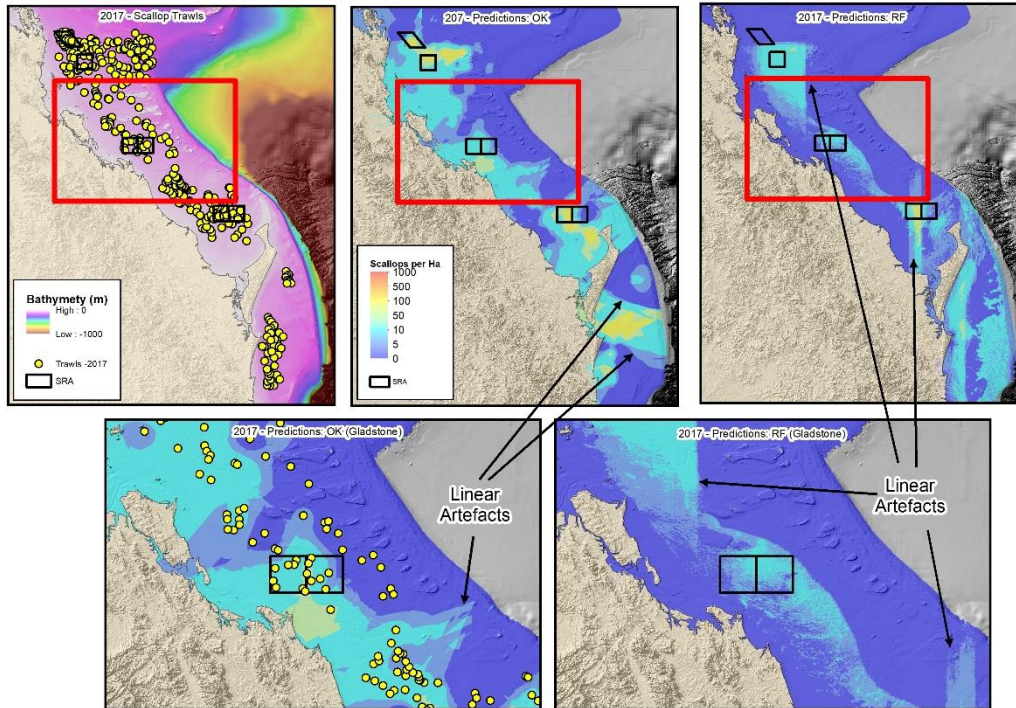 2017 - Scallop Trawls
Bathymety (m)
High : 0
Low : -1000
Trawls -2017
SRA
207 - Predictions: OK
Scallops per Ha
1000
500
100
50
10
5
0
SRA
2017 - Predictions: RF
2017 - Predictions: OK (Gladstone)
Linear
Artefacts
2017 - Predictions: RF (Gladstone)
Linear
Artefacts